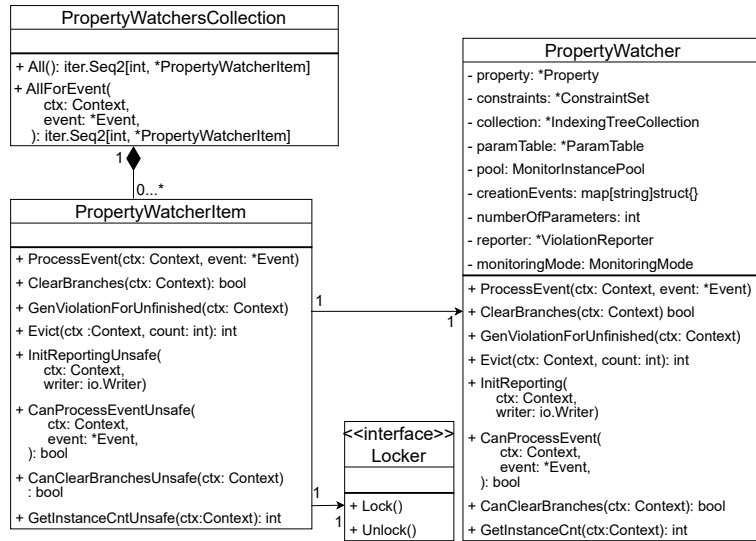 PropertyWatchersCollection
+ All(): iter.Seq2[int, *PropertyWatcherItem]
+ AllForEvent(
ctx: Context,
event: *Event,
): iter.Seq2[int, *PropertyWatcherItem]
1
0...*
PropertyWatcherItem
+ ProcessEvent(ctx: Context, event: *Event)
+ ClearBranches(ctx: Context): bool
+ GenViolationForUnfinished(ctx: Context)
+ Evict(ctx :Context, count: int): int
+ InitReportingUnsafe(
ctx: Context,
writer: io.Writer)
+ CanProcessEventUnsafe(
ctx: Context,
event: *Event,
): bool
+ CanClearBranchesUnsafe(ctx: Context)
: bool
+ GetInstanceCntUnsafe(ctx:Context): int
1
1
1
1
<<interface>>
Locker
+ Lock()
+ Unlock()
PropertyWatcher
- property: *Property
- constraints: *ConstraintSet
- collection: *IndexingTreeCollection
- paramTable: *ParamTable
- pool: MonitorInstancePool
- creationEvents: map[string]struct{}
- numberOfParameters: int
- reporter: *ViolationReporter
- monitoringMode: MonitoringMode
+ ProcessEvent(ctx: Context, event: *Event)
+ ClearBranches(ctx: Context) bool
+ GenViolationForUnfinished(ctx: Context)
+ Evict(ctx: Context, count: int): int
+ InitReporting(
ctx: Context,
writer: io.Writer)
+ CanProcessEvent(
ctx: Context,
event: *Event,
): bool
+ CanClearBranches(ctx: Context): bool
+ GetInstanceCnt(ctx:Context): int